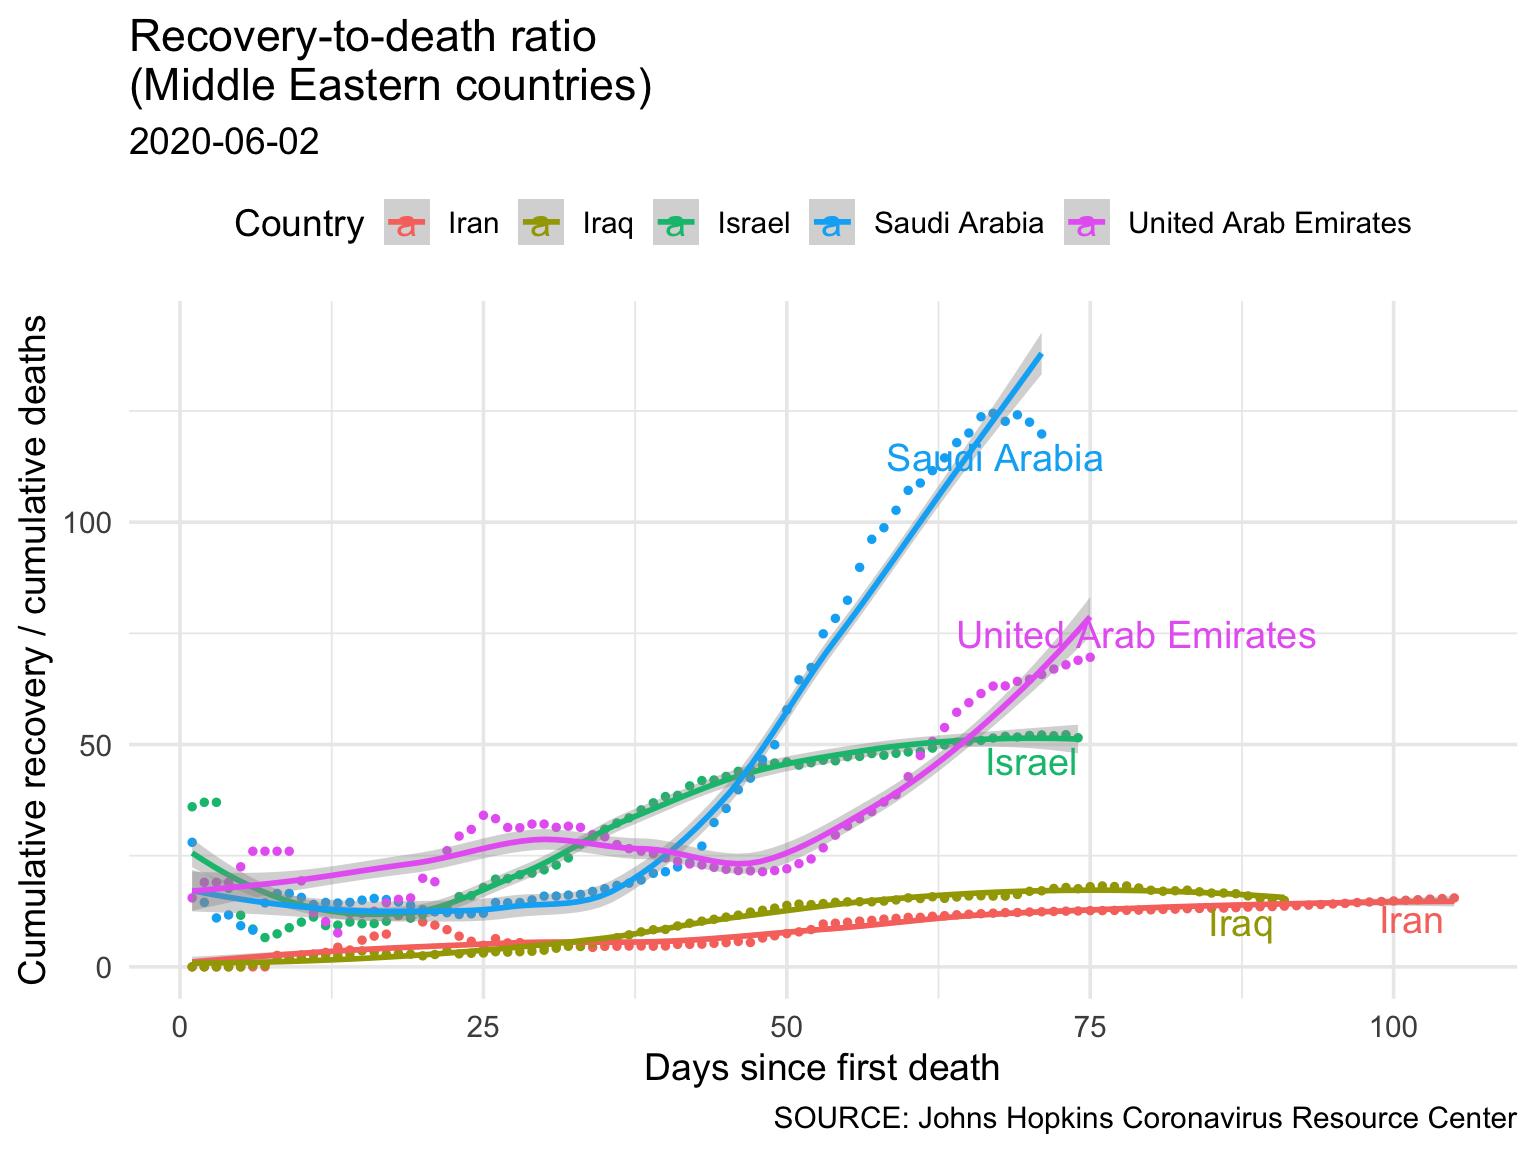 Recovery-to-death ratio
(Middle Eastern countries)
2020-06-02
Country a Iran a Iraq a Israel a Saudi Arabia a United Arab Emirates
Cumulative recovery / cumulative deaths
100
50
0
Saudi Arabia
United Arab Emirates
Israel
Iraq
Iran
0 25 50 75 100
Days since first death
SOURCE: Johns Hopkins Coronavirus Resource Center